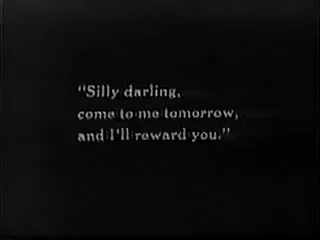 "Silly darling,
come to me tomorrow,
and I'll reward you."